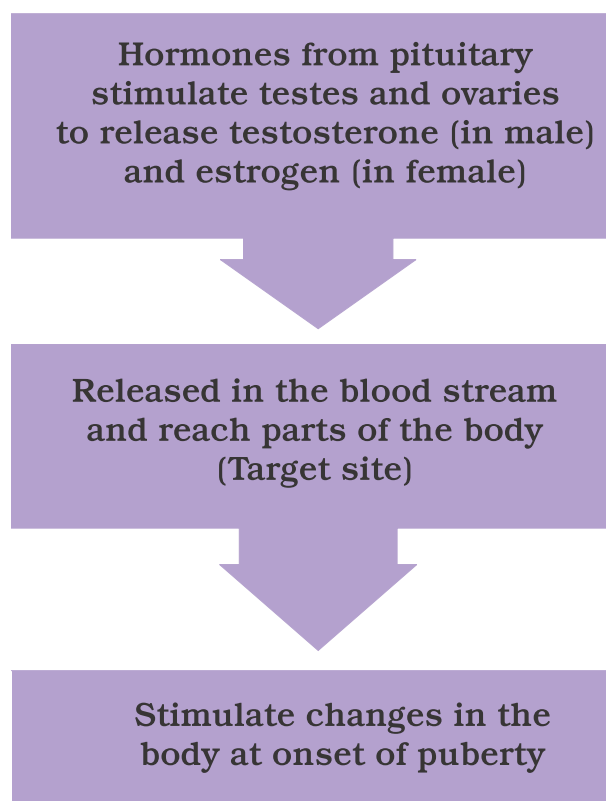 Hormones from pituitary
stimulate testes and ovaries
to release testosterone (in male)
and estrogen (in female)
Released in the blood stream
and reach parts of the body
(Target site)
Stimulate changes in the
body at onset of puberty